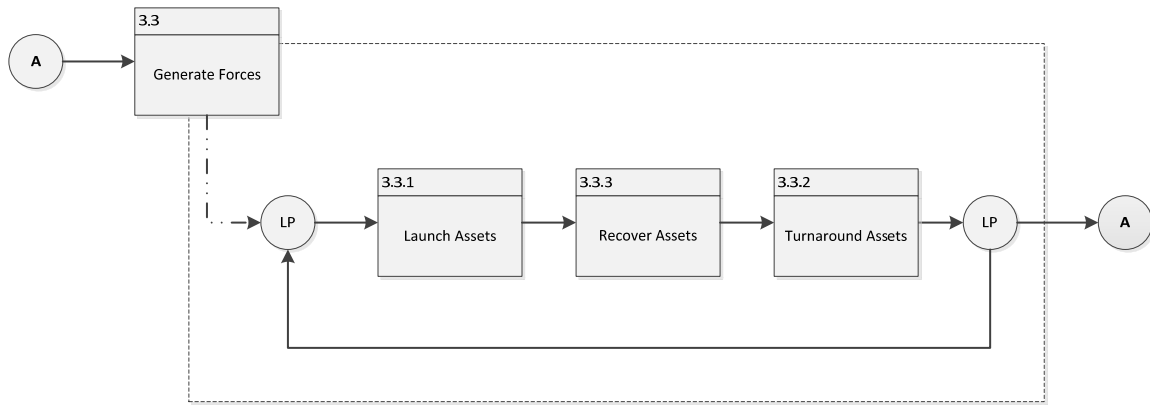 3.3
A
Generate Forces
3.3.1
3.3.3
3.3.2
LP
Launch Assets
Recover Assets
Turnaround Assets
LP
A